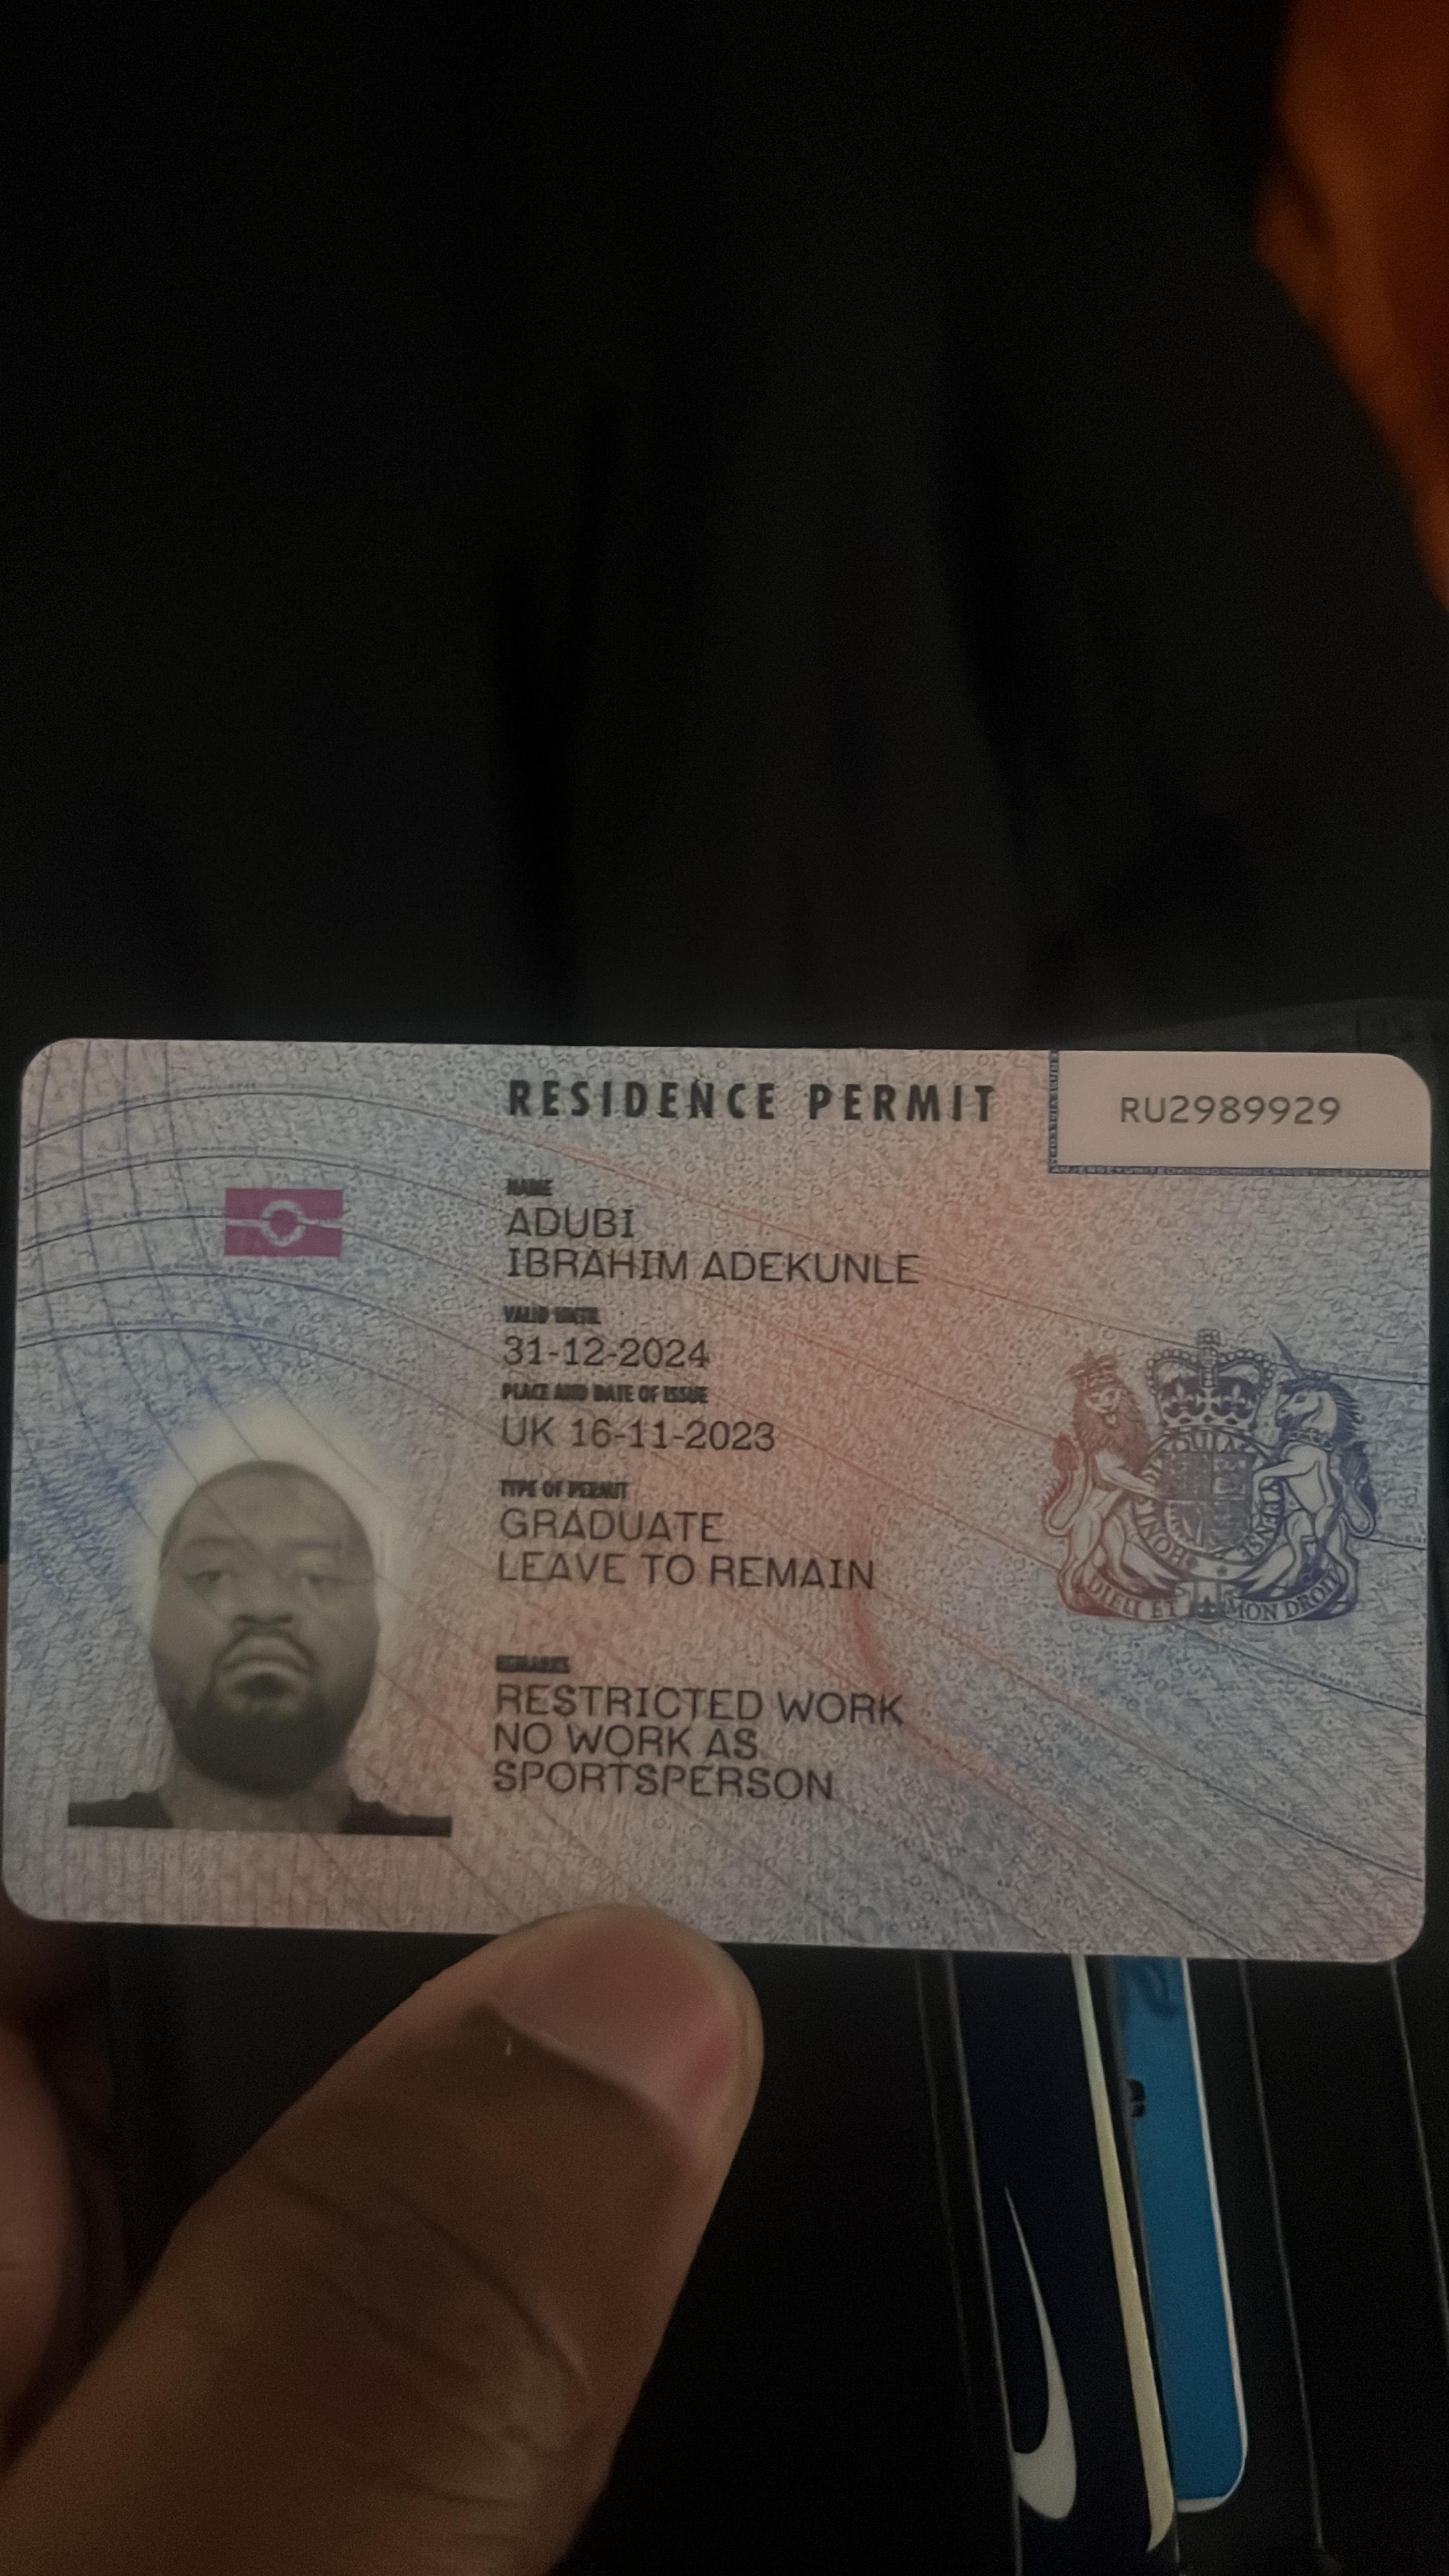 RESIDENCE PERMIT
RU2989929
NAME
ADUBI
IBRAHIM ADEKUNLE
VALID UNTIL
31-12-2024
PLACE AND DATE OF ISSUE
UK 16-11-2023
TYPE OF PERMIT
GRADUATE
LEAVE TO REMAIN
REMARKS
RESTRICTED WORK
NO WORK AS
SPORTSPERSON
DIEU ET MON DROIT